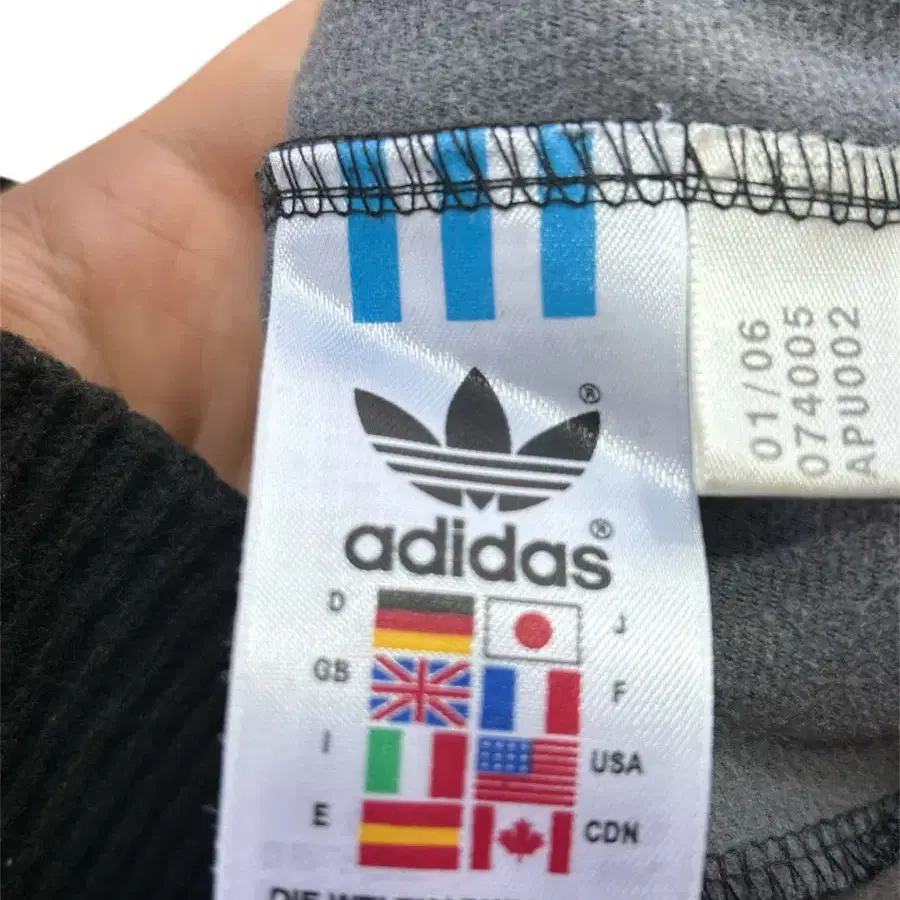 ®
adidas®
D J
GB F
I USA
E CDN
01/06
074005
APU002